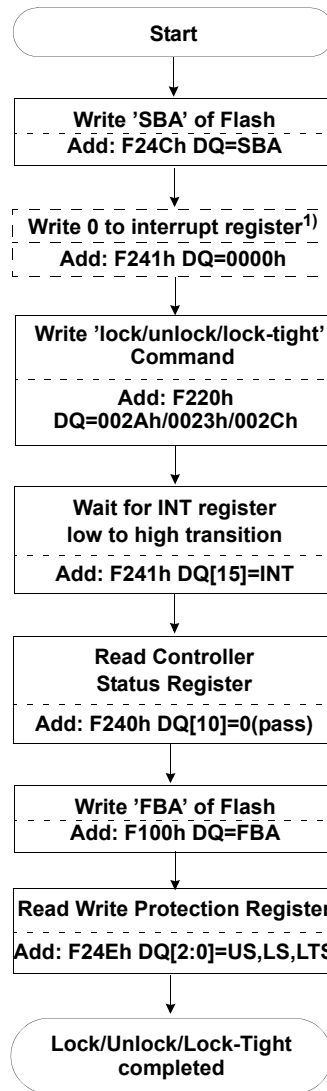 Start
Write ’SBA’ of Flash
Add: F24Ch DQ=SBA
Write 0 to interrupt register1)
Add: F241h DQ=0000h
Write ’lock/unlock/lock-tight’
Command
Add: F220h
DQ=002Ah/0023h/002Ch
Wait for INT register
low to high transition
Add: F241h DQ[15]=INT
Read Controller
Status Register
Add: F240h DQ[10]=0(pass)
Write ’FBA’ of Flash
Add: F100h DQ=FBA
Read Write Protection Register
Add: F24Eh DQ[2:0]=US,LS,LTS
Lock/Unlock/Lock-Tight
completed